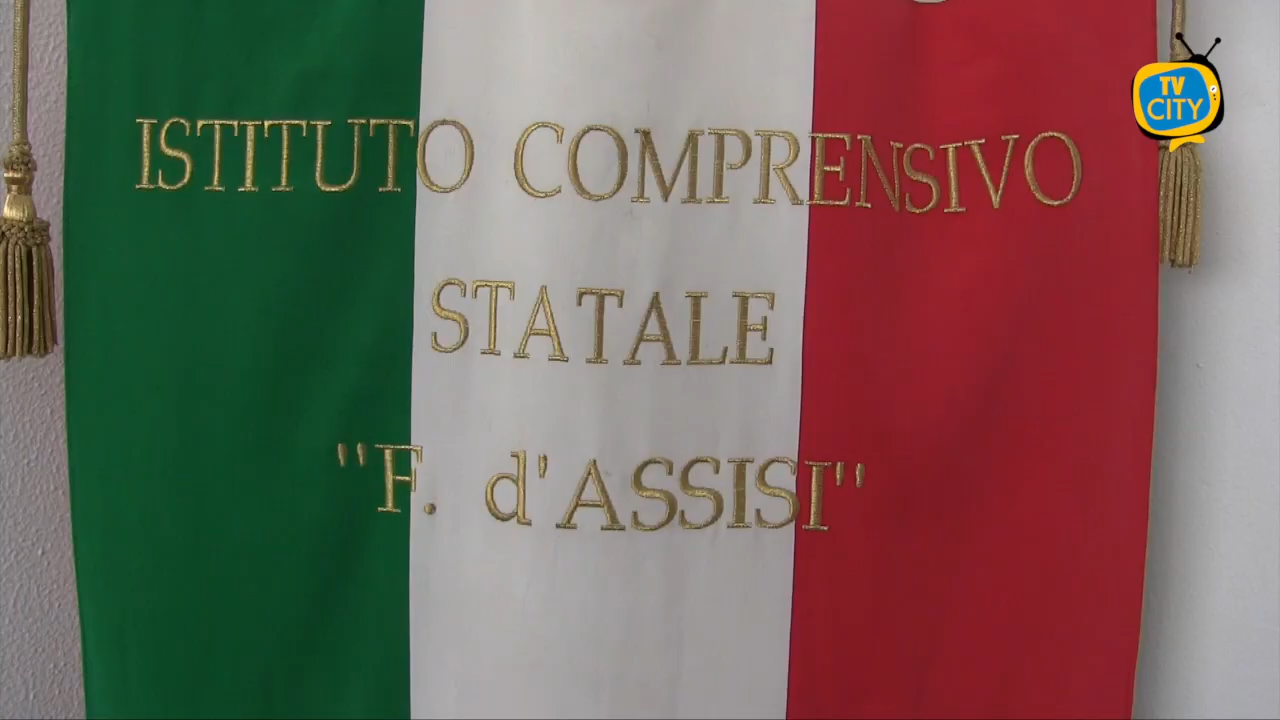 TV
CITY
ISTITUTO COMPRENSIVO
STATALE
"F. d'ASSISI"